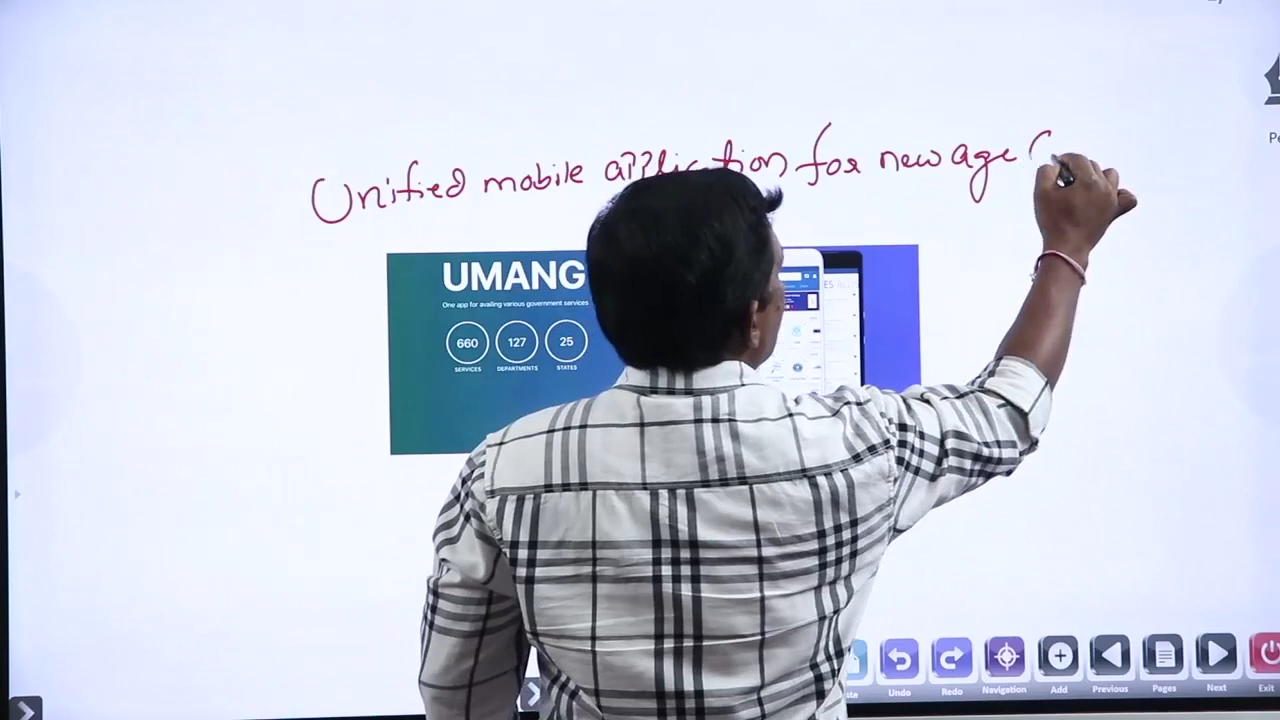 Unified mobile application for new age
UMANG
One app for availing various government services
660 127 25
SERVICES DEPARTMENTS STATES
Undo Redo Navigation Add Previous Pages Next Exit